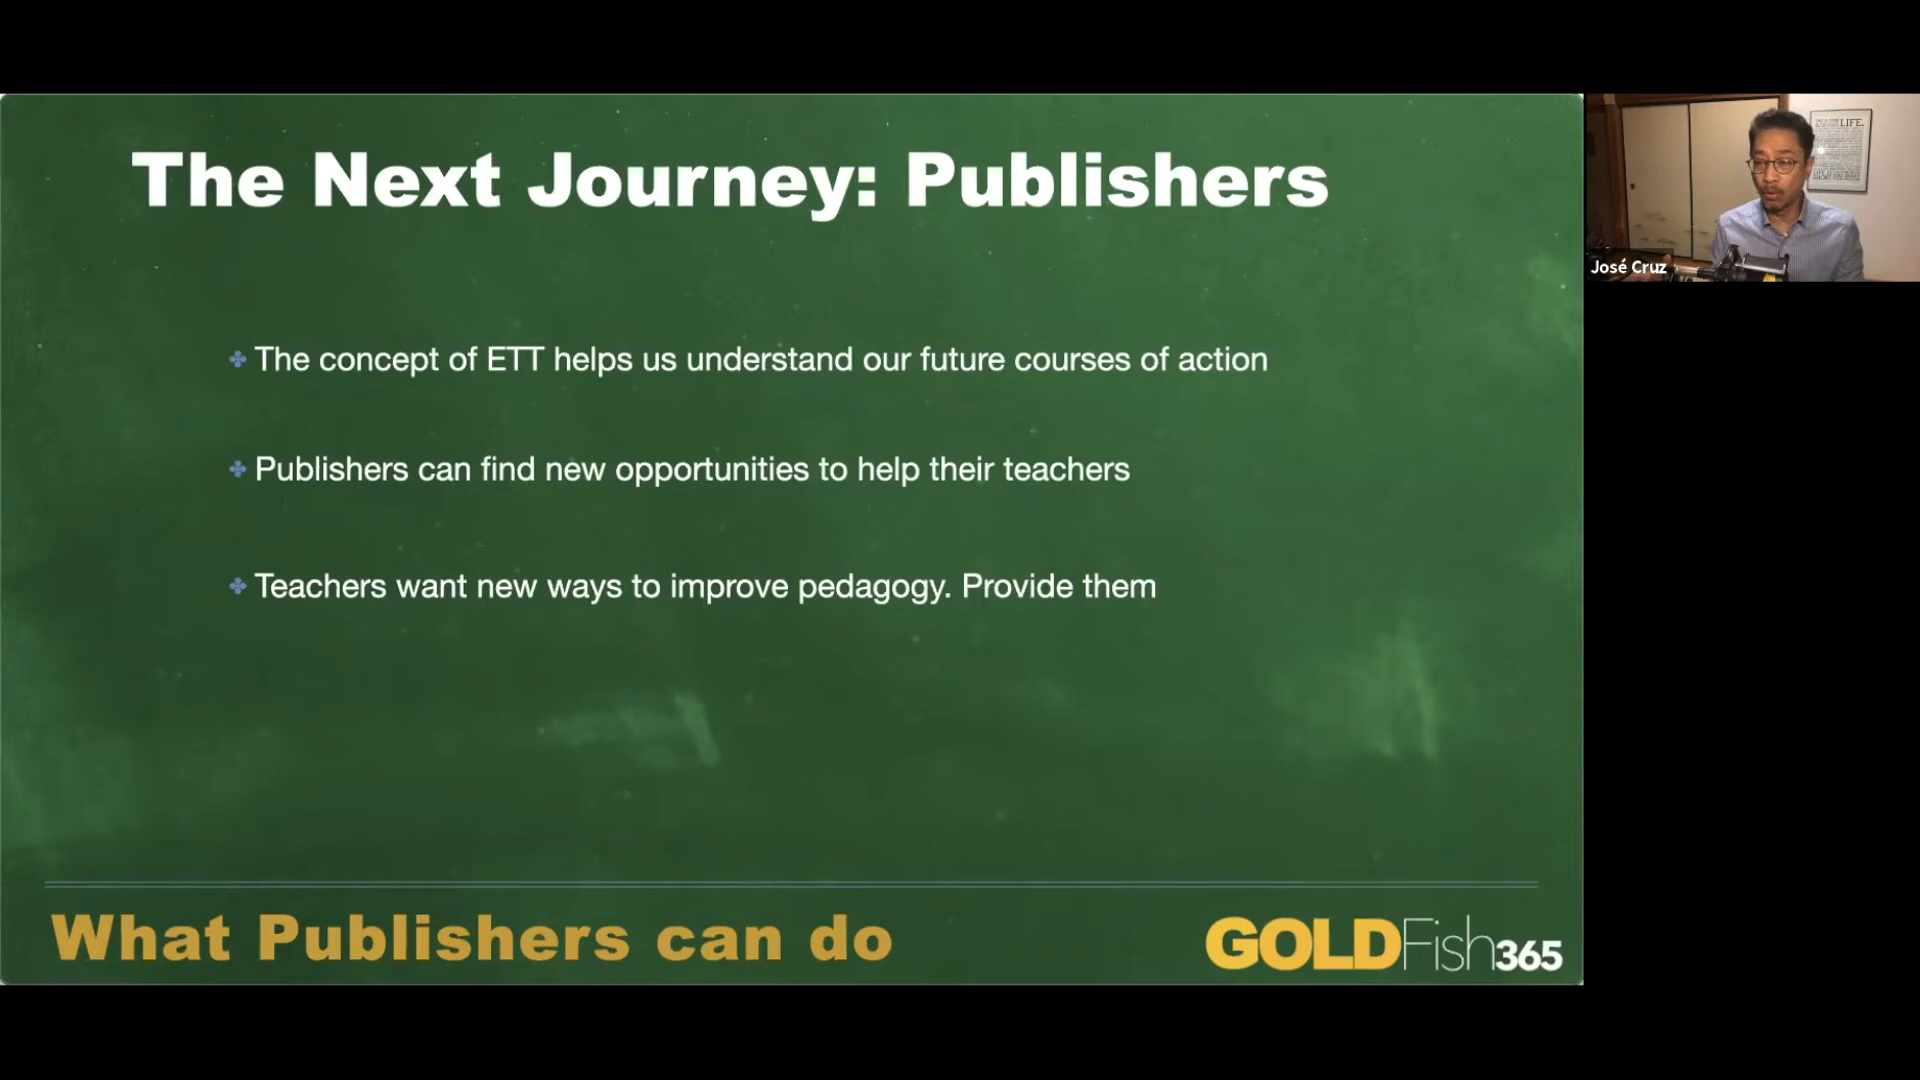 The Next Journey: Publishers
The concept of ETT helps us understand our future courses of action
Publishers can find new opportunities to help their teachers
Teachers want new ways to improve pedagogy. Provide them
What Publishers can do
GOLDFish365
José Cruz
LIFE.